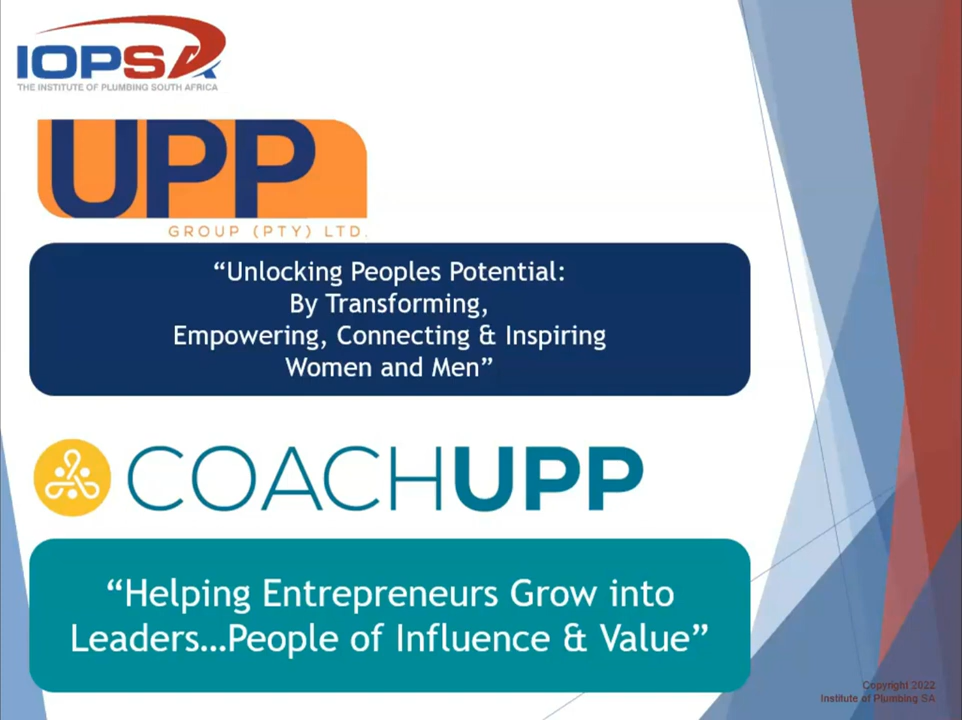 IOPSA
THE INSTITUTE OF PLUMBING SOUTH AFRICA
UPP
GROUP (PTY) LTD.
“Unlocking Peoples Potential:
By Transforming,
Empowering, Connecting & Inspiring
Women and Men”
COACHUPP
“Helping Entrepreneurs Grow into
Leaders...People of Influence & Value”
Copyright 2022
Institute of Plumbing SA